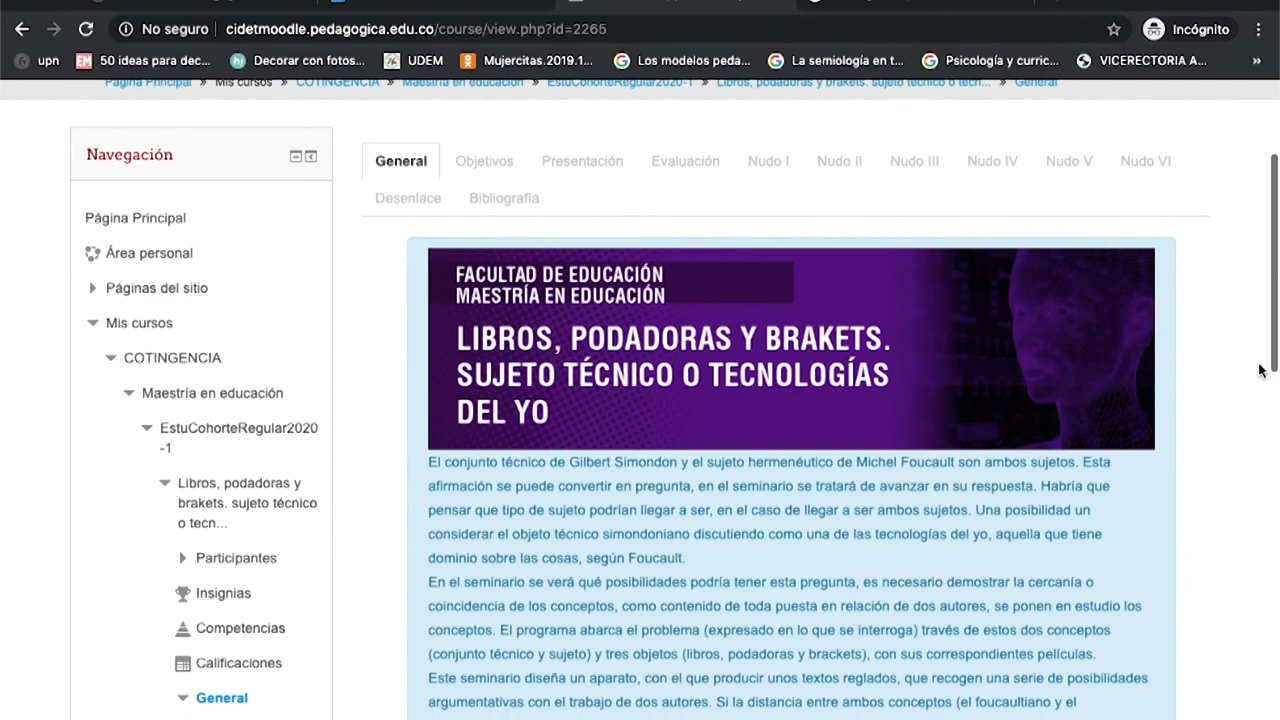 No seguro
cidetmoodle.pedagogica.edu.co/course/view.php?id=2265
Incógnito
upn
50 ideas para dec...
Decorar con fotos...
UDEM
Mujercitas.2019.1...
Los modelos peda...
La semiología en t...
Psicología y curric...
VICERECTORIA A...
»
Página Principal » Mis cursos » COTINGENCIA » Maestría en educación » EstuCohorteRegular2020-1 » Libros, podadoras y brakets. sujeto técnico o tecn... » General
Navegación
Página Principal
Área personal
Páginas del sitio
Mis cursos
COTINGENCIA
Maestría en educación
EstuCohorteRegular2020
-1
Libros, podadoras y
brakets. sujeto técnico
o tecn...
Participantes
Insignias
Competencias
Calificaciones
General
General Objetivos Presentación Evaluación Nudo I Nudo II Nudo III Nudo IV Nudo V Nudo VI
Desenlace Bibliografía
FACULTAD DE EDUCACIÓN
MAESTRÍA EN EDUCACIÓN
LIBROS, PODADORAS Y BRAKETS.
SUJETO TÉCNICO O TECNOLOGÍAS
DEL YO
El conjunto técnico de Gilbert Simondon y el sujeto hermenéutico de Michel Foucault son ambos sujetos. Esta
afirmación se puede convertir en pregunta, en el seminario se tratará de avanzar en su respuesta. Habría que
pensar que tipo de sujeto podrían llegar a ser, en el caso de llegar a ser ambos sujetos. Una posibilidad un
considerar el objeto técnico simondoniano discutiendo como una de las tecnologías del yo, aquella que tiene
dominio sobre las cosas, según Foucault.
En el seminario se verá qué posibilidades podría tener esta pregunta, es necesario demostrar la cercanía o
coincidencia de los conceptos, como contenido de toda puesta en relación de dos autores, se ponen en estudio los
conceptos. El programa abarca el problema (expresado en lo que se interroga) través de estos dos conceptos
(conjunto técnico y sujeto) y tres objetos (libros, podadoras y brackets), con sus correspondientes películas.
Este seminario diseña un aparato, con el que producir unos textos reglados, que recogen una serie de posibilidades
argumentativas con el trabajo de dos autores. Si la distancia entre ambos conceptos (el foucaultiano y el